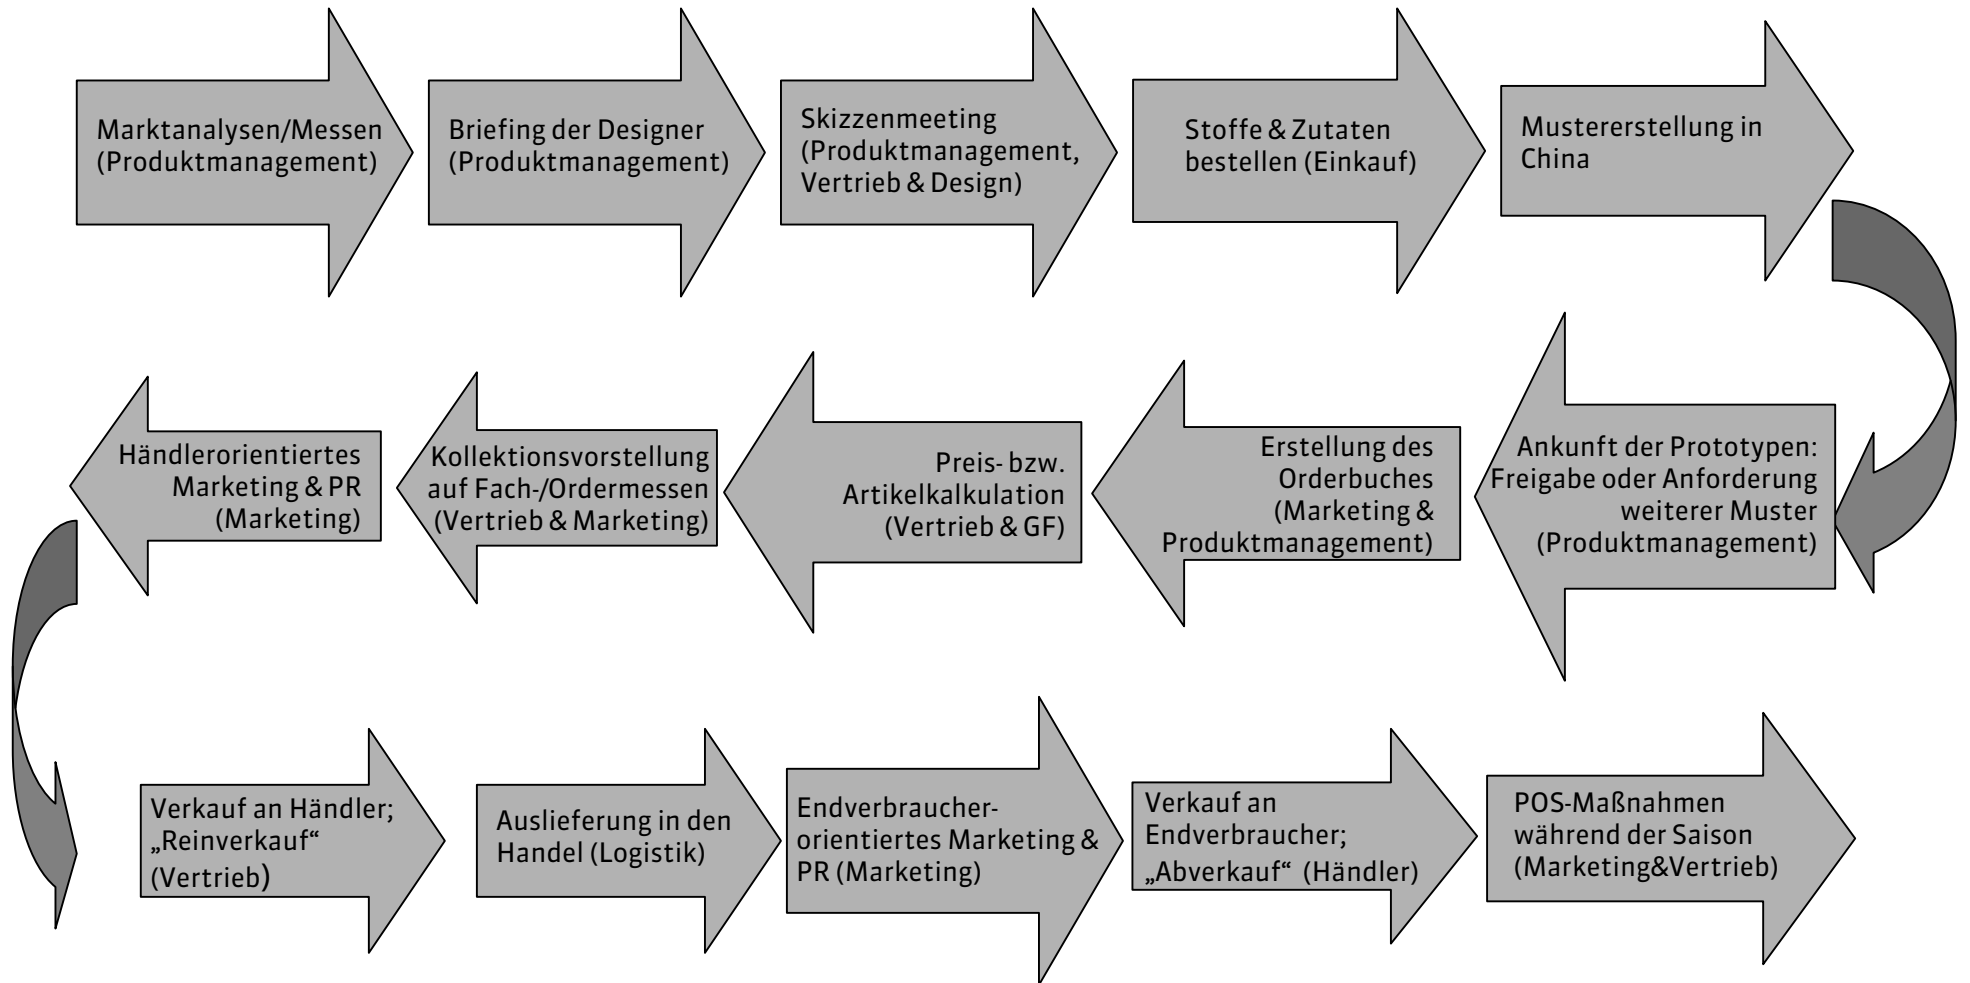 Marktanalysen/Messen
(Produktmanagement)
Briefing der Designer
(Produktmanagement)
Skizzenmeeting
(Produktmanagement,
Vertrieb & Design)
Stoffe & Zutaten
bestellen (Einkauf)
Mustererstellung in
China
Ankunft der Prototypen:
Freigabe oder Anforderung
weiterer Muster
(Produktmanagement)
Erstellung des
Orderbuches
(Marketing &
Produktmanagement)
Preis- bzw.
Artikelkalkulation
(Vertrieb & GF)
Kollektionsvorstellung
auf Fach-/Ordermessen
(Vertrieb & Marketing)
Händlerorientiertes
Marketing & PR
(Marketing)
Verkauf an Händler;
„Reinverkauf“
(Vertrieb)
Auslieferung in den
Handel (Logistik)
Endverbraucher-
orientiertes Marketing &
PR (Marketing)
Verkauf an
Endverbraucher;
„Abverkauf“ (Händler)
POS-Maßnahmen
während der Saison
(Marketing&Vertrieb)